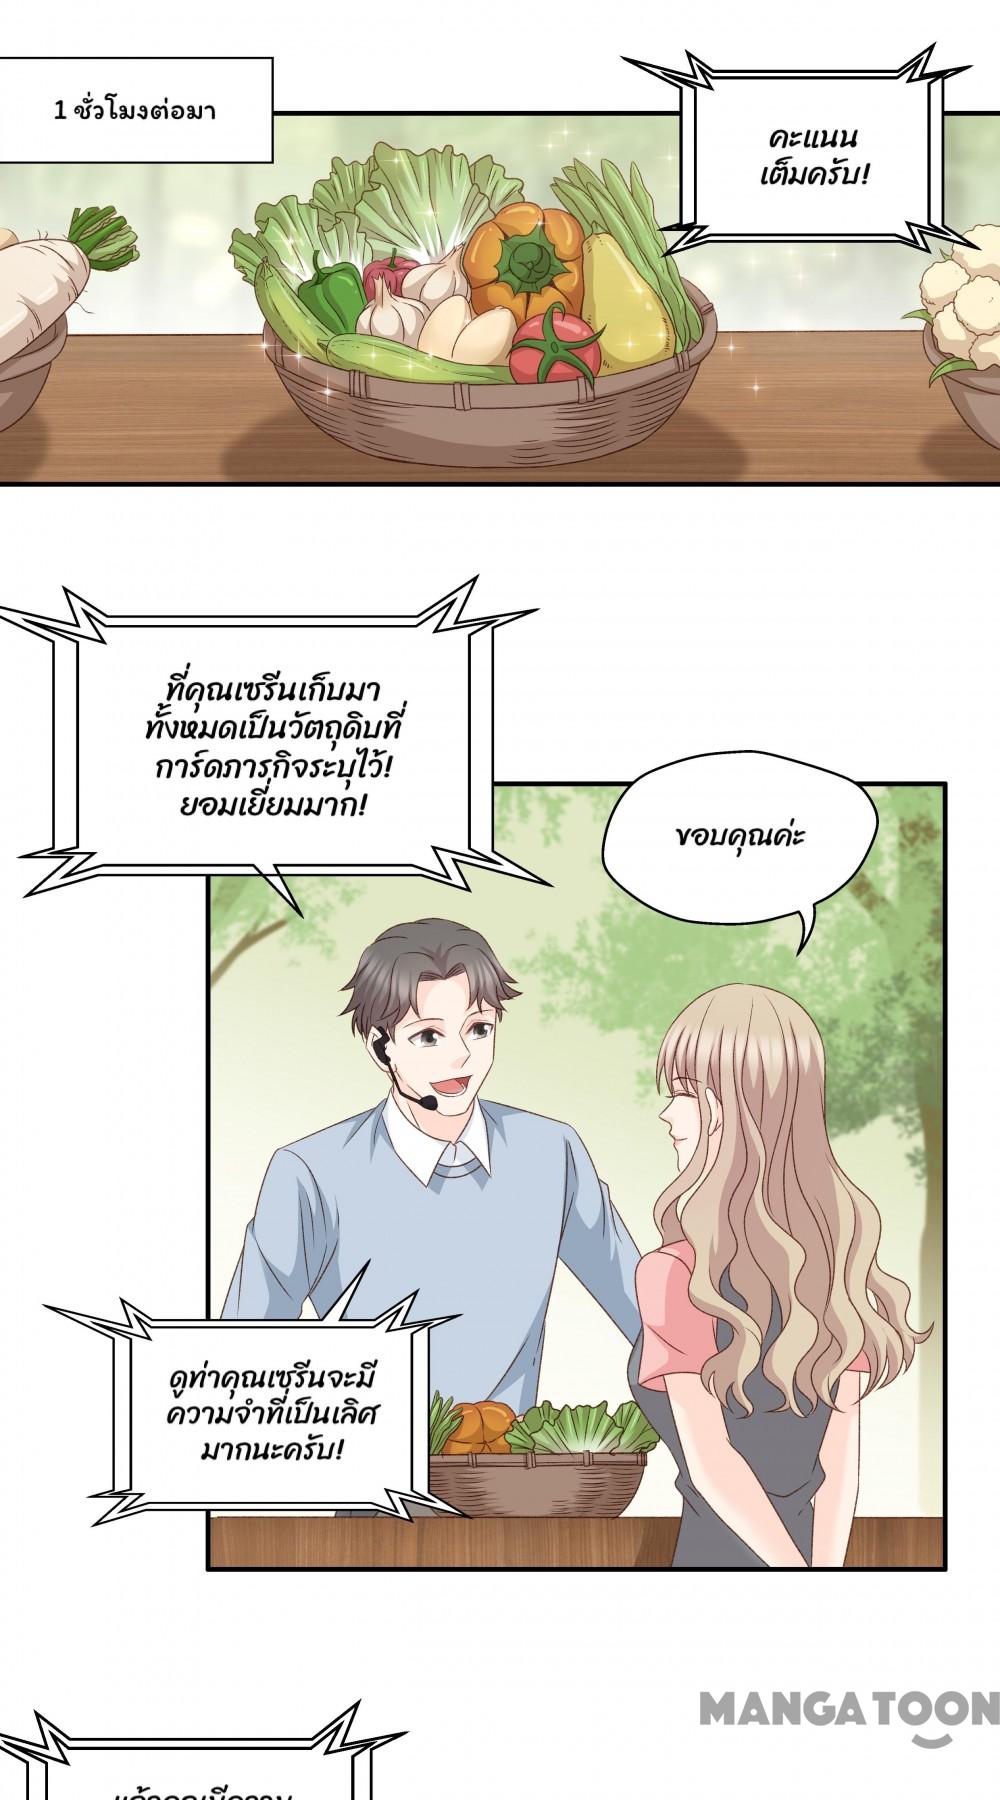 1 ชั่วโมงต่อมา
คะแนน
เต็มครับ!
ที่คุณเซรีนเก็บมา
ทั้งหมดเป็นวัตถุดิบที่
การ์ดภารกิจระบุไว้!
ยอมเยี่ยมมาก!
ขอบคุณค่ะ
ดูท่าคุณเซรีนจะมี
ความจำที่เป็นเลิศ
มากนะครับ!
MANGATOON